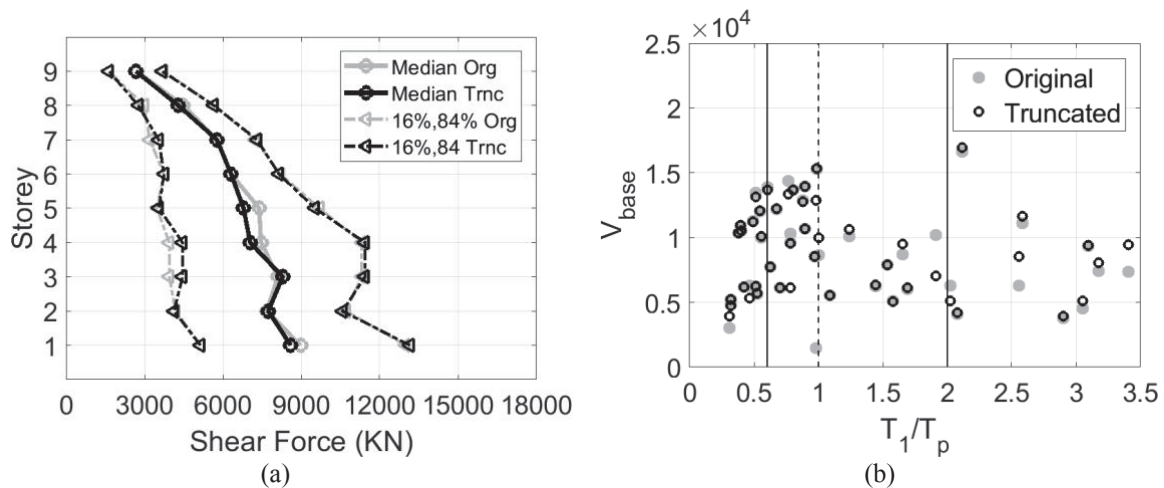 9
8
7
6
5
4
3
2
1
Storey
0 3000 6000 9000 12000 15000 18000
Shear Force (KN)
Median Org
Median Trnc
16%,84% Org
16%,84 Trnc
(a)
×10⁴
2.5
2
1.5
1
0.5
0
V_base
0 0.5 1 1.5 2 2.5 3 3.5
T_1/T_p
Original
Truncated
(b)